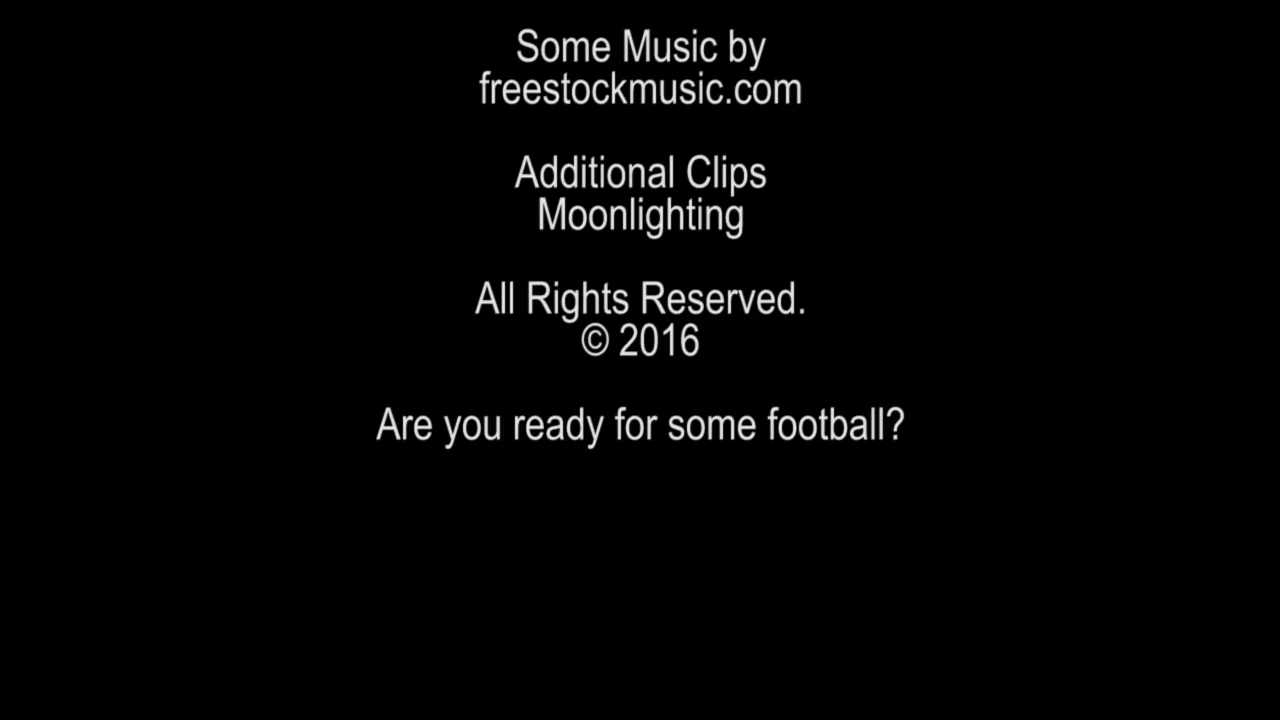 Some Music by
freestockmusic.com
Additional Clips
Moonlighting
All Rights Reserved.
© 2016
Are you ready for some football?